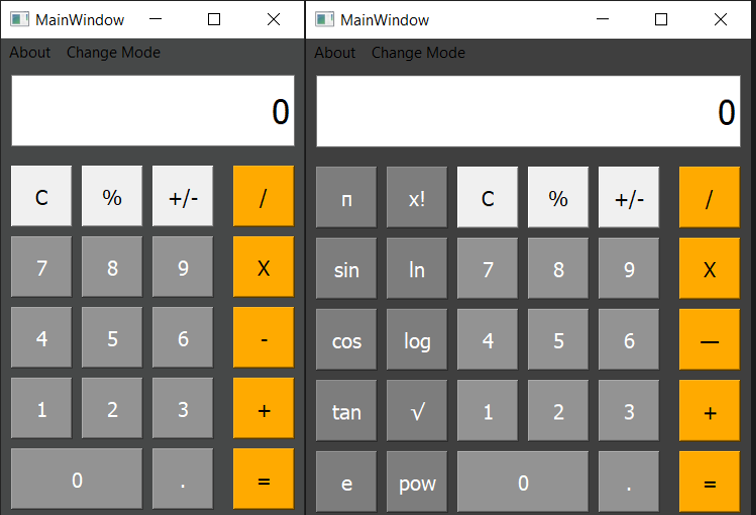 MainWindow
About Change Mode
0
C % +/- /
7 8 9 X
4 5 6 -
1 2 3 +
0 . =
MainWindow
About Change Mode
0
п x! C % +/- /
sin ln 7 8 9 X
cos log 4 5 6 —
tan √ 1 2 3 +
e pow 0 . =